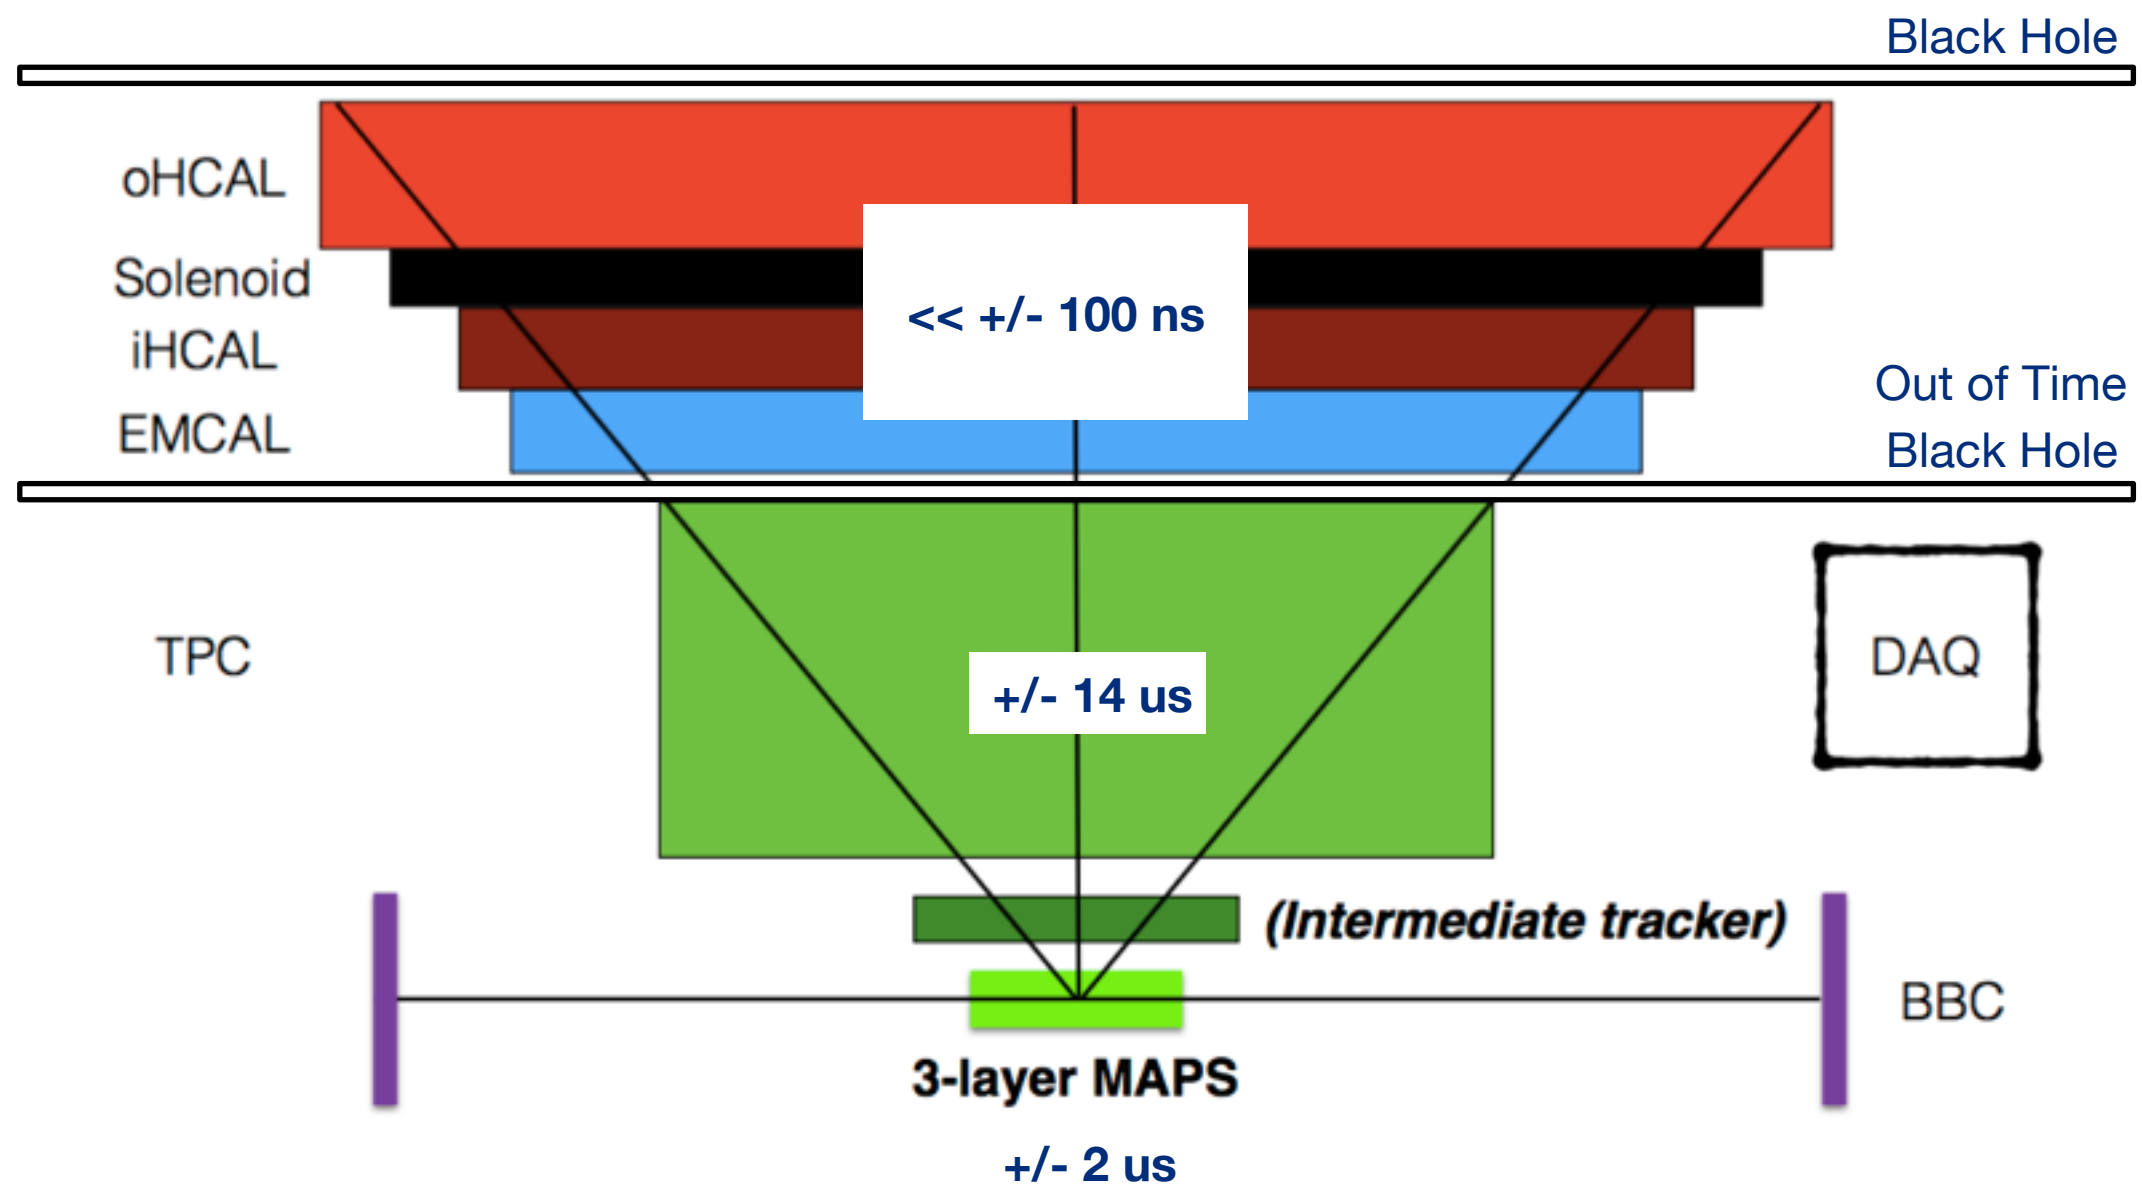 Black Hole
oHCAL
Solenoid
<< +/- 100 ns
iHCAL
Out of Time
EMCAL
Black Hole
TPC
+/- 14 us
DAQ
(Intermediate tracker)
BBC
3-layer MAPS
+/- 2 us